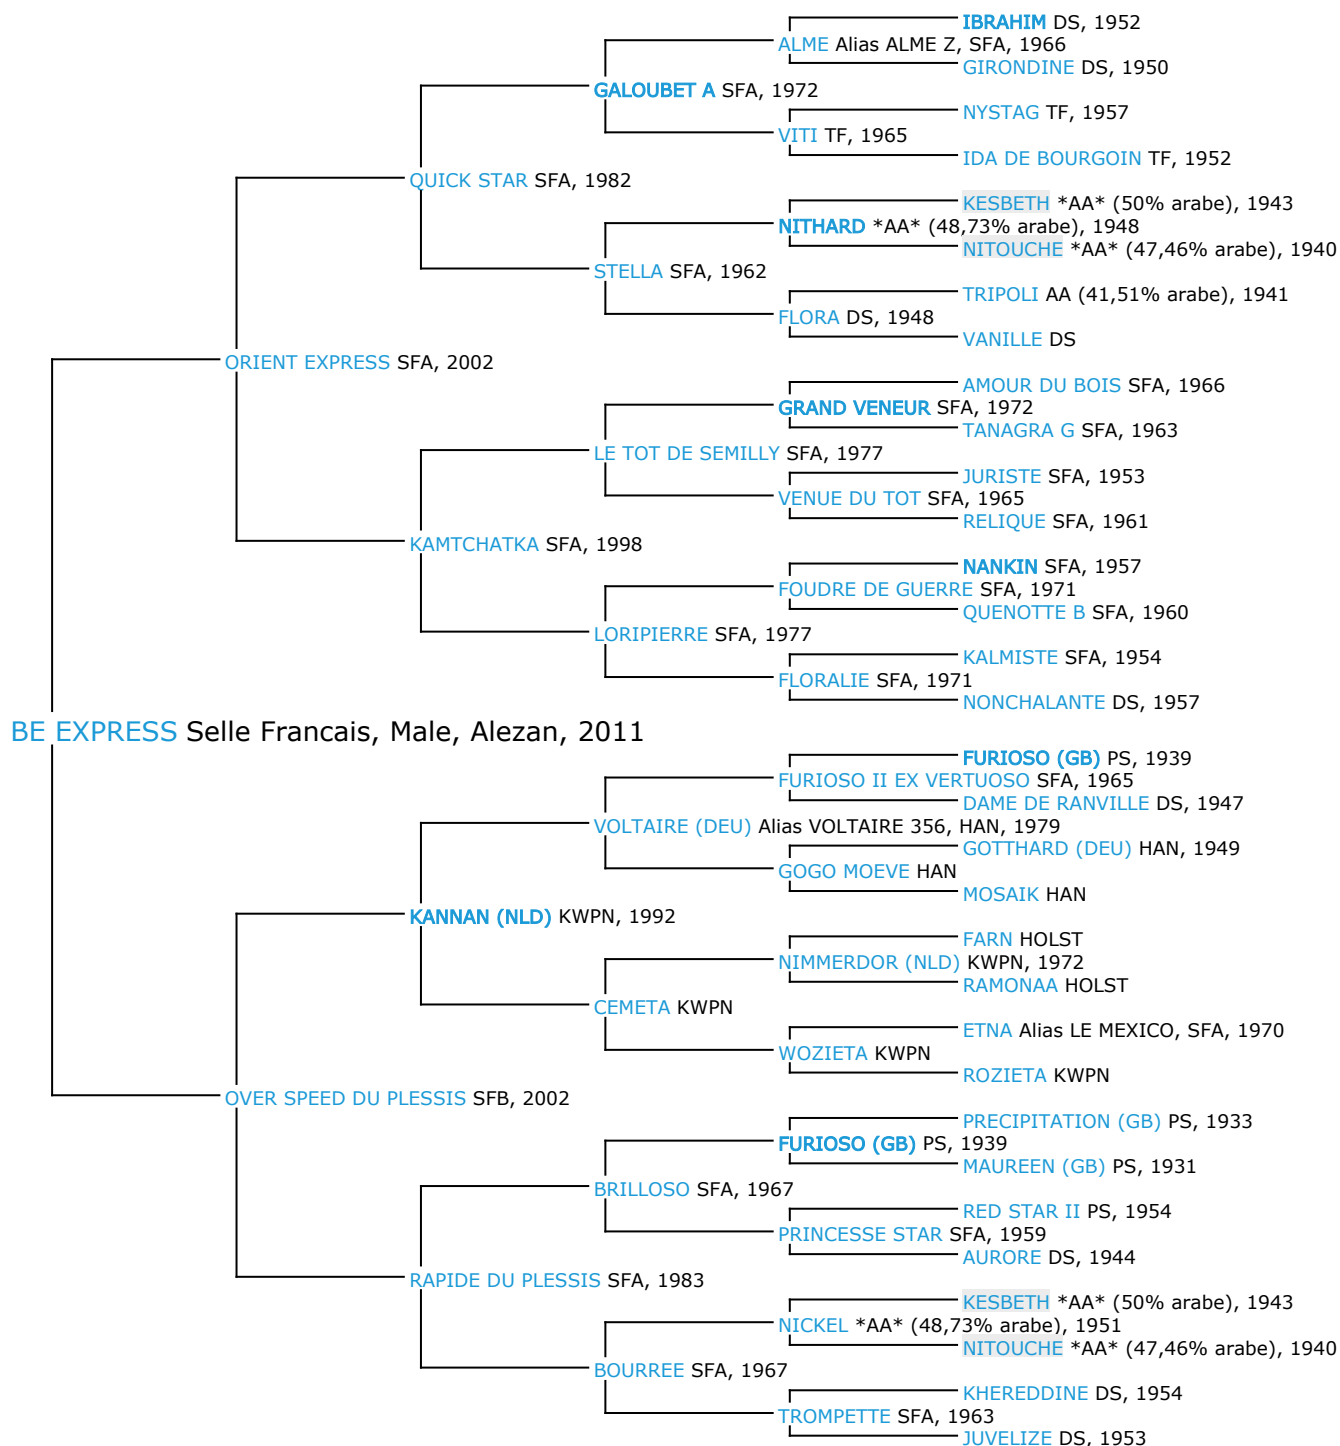 IBRAHIM DS, 1952
ALME Alias ALME Z, SFA, 1966
GIRONDINE DS, 1950
GALOUBET A SFA, 1972
NYSTAG TF, 1957
VITI TF, 1965
IDA DE BOURGOIN TF, 1952
QUICK STAR SFA, 1982
KESBETH *AA* (50% arabe), 1943
NITHARD *AA* (48,73% arabe), 1948
NITOUCHE *AA* (47,46% arabe), 1940
STELLA SFA, 1962
TRIPOLI AA (41,51% arabe), 1941
FLORA DS, 1948
VANILLE DS
ORIENT EXPRESS SFA, 2002
AMOUR DU BOIS SFA, 1966
GRAND VENEUR SFA, 1972
TANAGRA G SFA, 1963
LE TOT DE SEMILLY SFA, 1977
JURISTE SFA, 1953
VENUE DU TOT SFA, 1965
RELIQUE SFA, 1961
KAMTCHATKA SFA, 1998
NANKIN SFA, 1957
FOUDRE DE GUERRE SFA, 1971
QUENOTTE B SFA, 1960
LORIPIERRE SFA, 1977
KALMISTE SFA, 1954
FLORALIE SFA, 1971
NONCHALANTE DS, 1957
BE EXPRESS Selle Francais, Male, Alezan, 2011
FURIOSO (GB) PS, 1939
FURIOSO II EX VERTUOSO SFA, 1965
DAME DE RANVILLE DS, 1947
VOLTAIRE (DEU) Alias VOLTAIRE 356, HAN, 1979
GOTTHARD (DEU) HAN, 1949
GOGO MOEVE HAN
MOSAIK HAN
KANNAN (NLD) KWPN, 1992
FARN HOLST
NIMMERDOR (NLD) KWPN, 1972
RAMONAA HOLST
CEMETA KWPN
ETNA Alias LE MEXICO, SFA, 1970
WOZIETA KWPN
ROZIETA KWPN
OVER SPEED DU PLESSIS SFB, 2002
PRECIPITATION (GB) PS, 1933
FURIOSO (GB) PS, 1939
MAUREEN (GB) PS, 1931
BRILLOSO SFA, 1967
RED STAR II PS, 1954
PRINCESSE STAR SFA, 1959
AURORE DS, 1944
RAPIDE DU PLESSIS SFA, 1983
KESBETH *AA* (50% arabe), 1943
NICKEL *AA* (48,73% arabe), 1951
NITOUCHE *AA* (47,46% arabe), 1940
BOURREE SFA, 1967
KHEREDDINE DS, 1954
TROMPETTE SFA, 1963
JUVELIZE DS, 1953